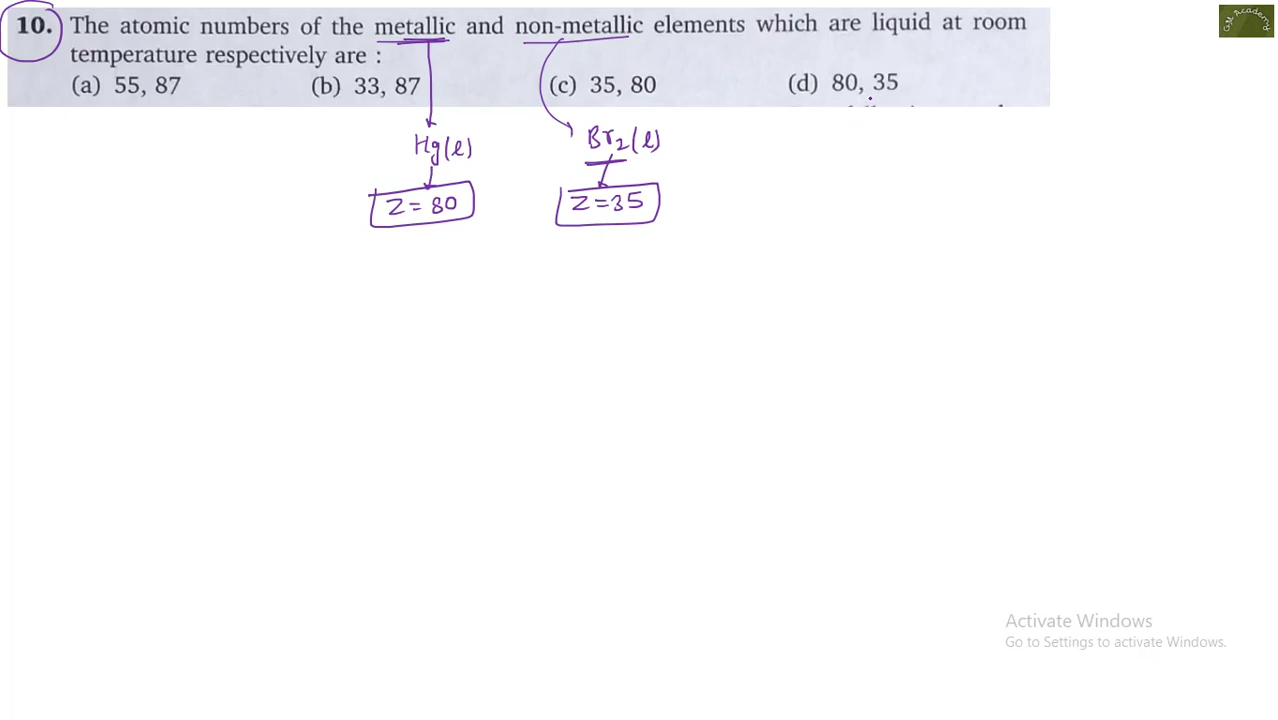 10. The atomic numbers of the metallic and non-metallic elements which are liquid at room
temperature respectively are :
(a) 55, 87 (b) 33, 87 (c) 35, 80 (d) 80, 35
Hg(l) Br2(l)
Z = 80 Z = 35
GM Academy
Activate Windows
Go to Settings to activate Windows.